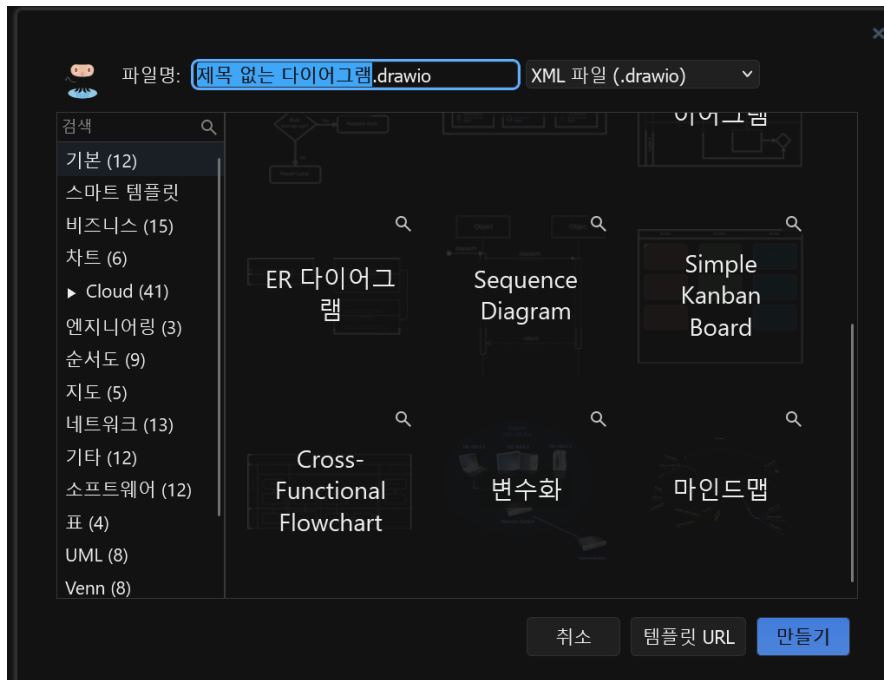 파일명: 제목 없는 다이어그램.drawio XML 파일 (.drawio)
검색
기본 (12)
스마트 템플릿
비즈니스 (15)
차트 (6)
Cloud (41)
엔지니어링 (3)
순서도 (9)
지도 (5)
네트워크 (13)
기타 (12)
소프트웨어 (12)
표 (4)
UML (8)
Venn (8)
이어그램
ER 다이어그
램
Sequence
Diagram
Simple
Kanban
Board
Cross-
Functional
Flowchart
변수화
마인드맵
취소
템플릿 URL
만들기